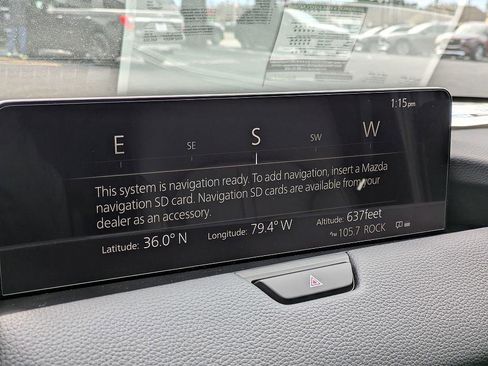 1:15 pm
E SE S SW W
This system is navigation ready. To add navigation, insert a Mazda
navigation SD card. Navigation SD cards are available from your
dealer as an accessory.
Latitude: 36.0° N Longitude: 79.4° W Altitude: 637feet
105.7 ROCK